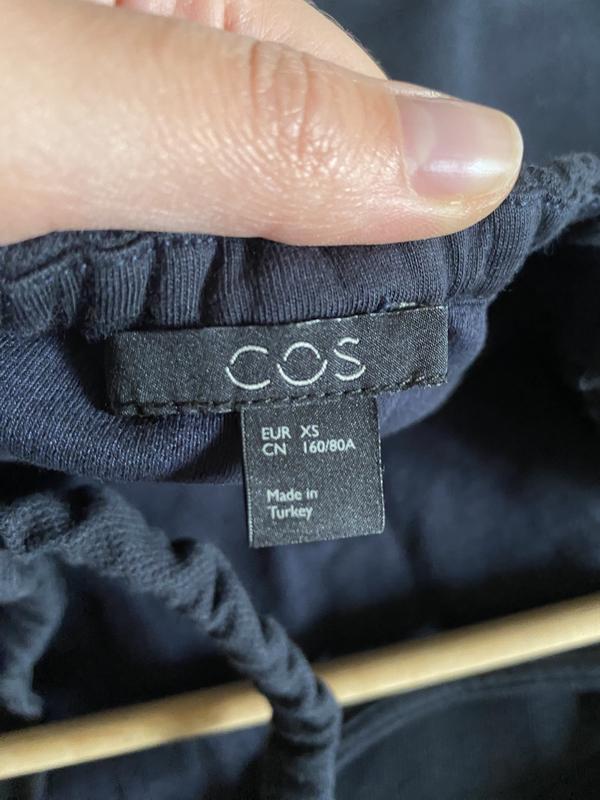 COS
EUR XS
CN 160/80A
Made in
Turkey